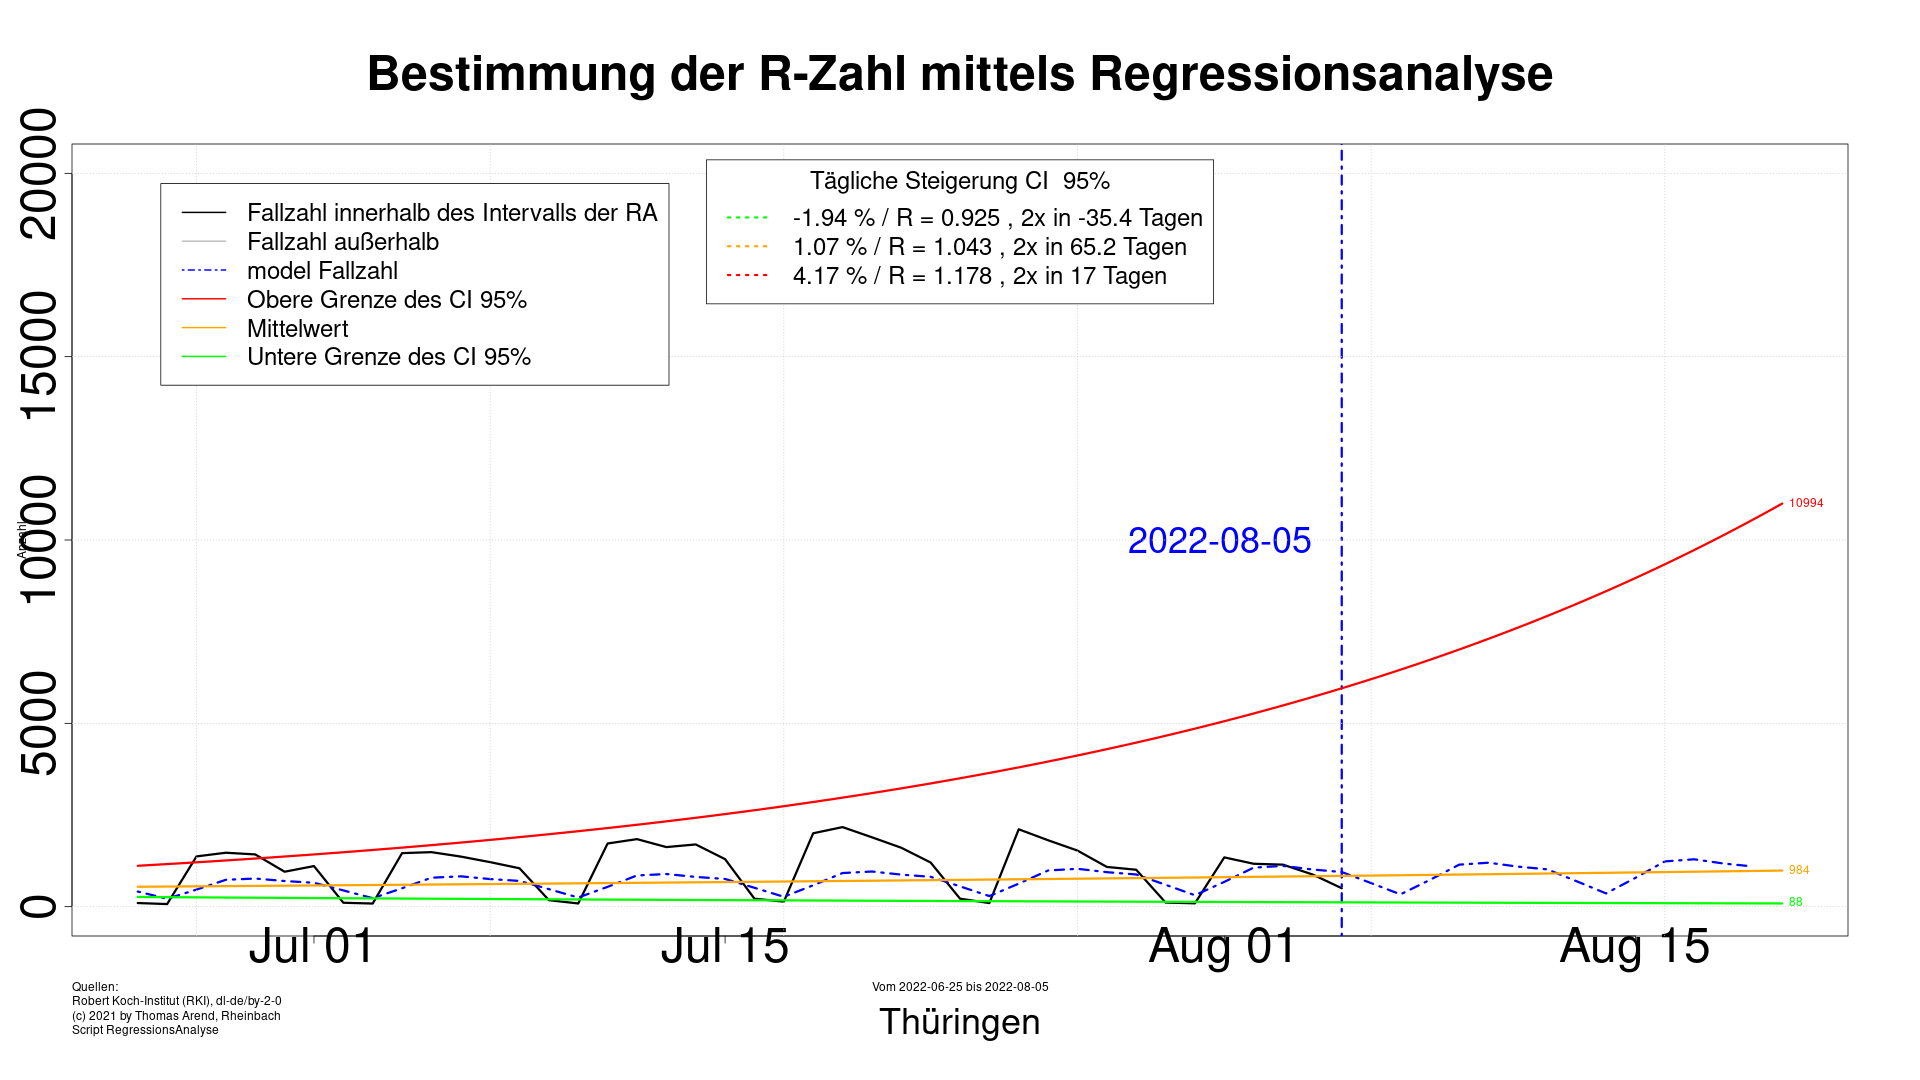 Bestimmung der R-Zahl mittels Regressionsanalyse
Anzahl
20000
15000
10000
5000
0
Fallzahl innerhalb des Intervalls der RA
Fallzahl außerhalb
model Fallzahl
Obere Grenze des CI 95%
Mittelwert
Untere Grenze des CI 95%
Tägliche Steigerung CI 95%
-1.94 % / R = 0.925 , 2x in -35.4 Tagen
1.07 % / R = 1.043 , 2x in 65.2 Tagen
4.17 % / R = 1.178 , 2x in 17 Tagen
2022-08-05
10994
984
88
Jul 01
Jul 15
Aug 01
Aug 15
Quellen:
Robert Koch-Institut (RKI), dl-de/by-2-0
(c) 2021 by Thomas Arend, Rheinbach
Script RegressionsAnalyse
Vom 2022-06-25 bis 2022-08-05
Thüringen